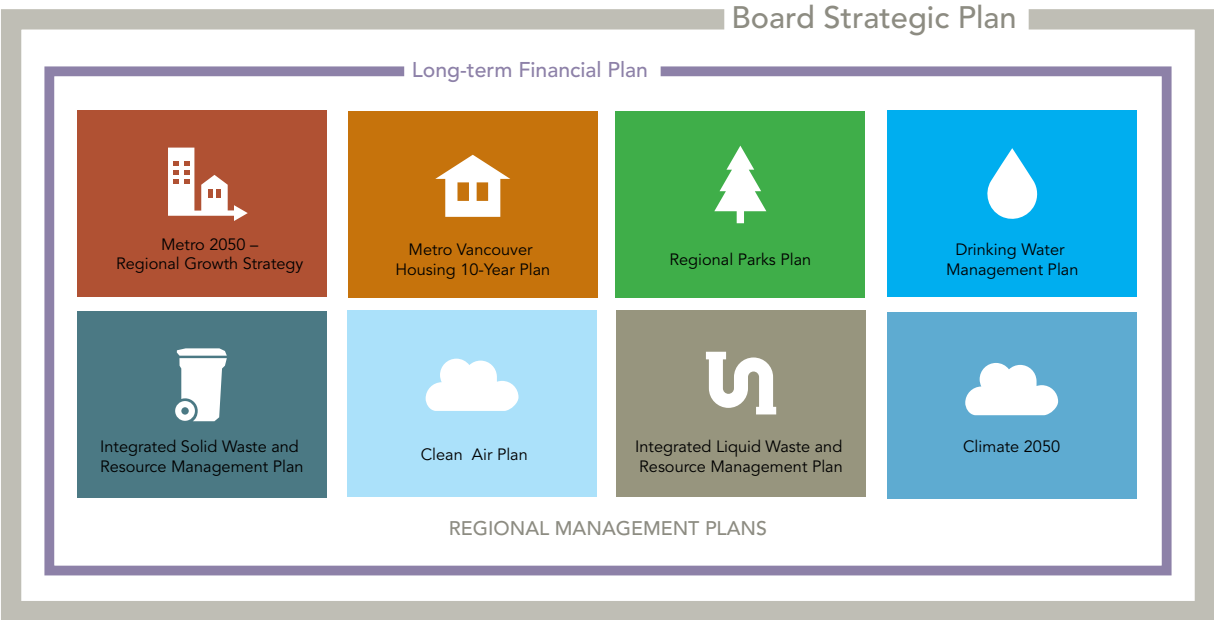 Board Strategic Plan
Long-term Financial Plan
Metro 2050 –
Regional Growth Strategy
Metro Vancouver
Housing 10-Year Plan
Regional Parks Plan
Drinking Water
Management Plan
Integrated Solid Waste and
Resource Management Plan
Clean Air Plan
Integrated Liquid Waste and
Resource Management Plan
Climate 2050
REGIONAL MANAGEMENT PLANS